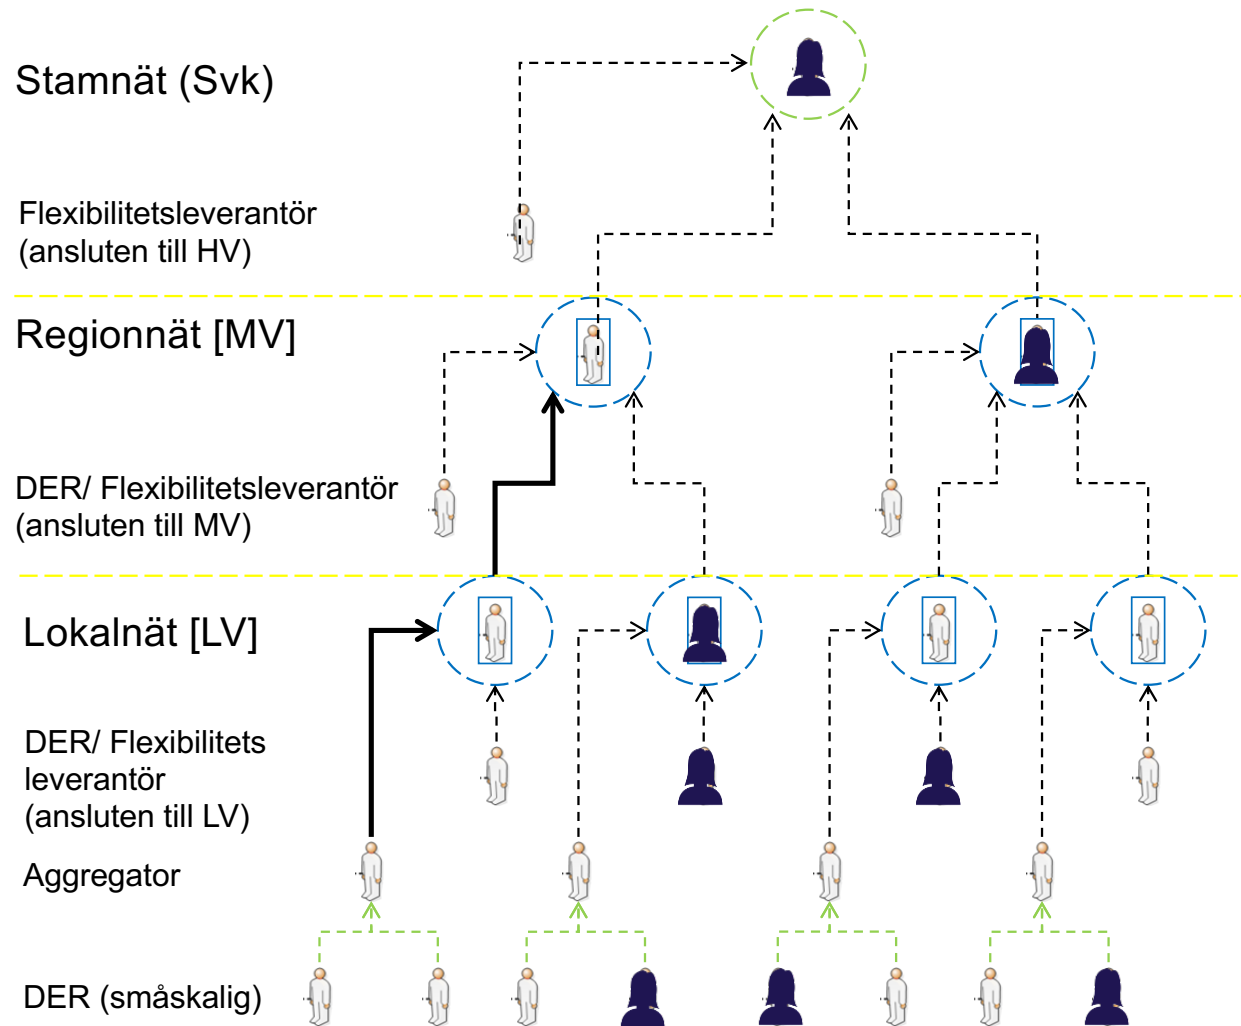 Stamnät (Svk)
Flexibilitetsleverantör
(ansluten till HV)
Regionnät [MV]
DER/ Flexibilitetsleverantör
(ansluten till MV)
Lokalnät [LV]
DER/ Flexibilitets
leverantör
(ansluten till LV)
Aggregator
DER (småskalig)